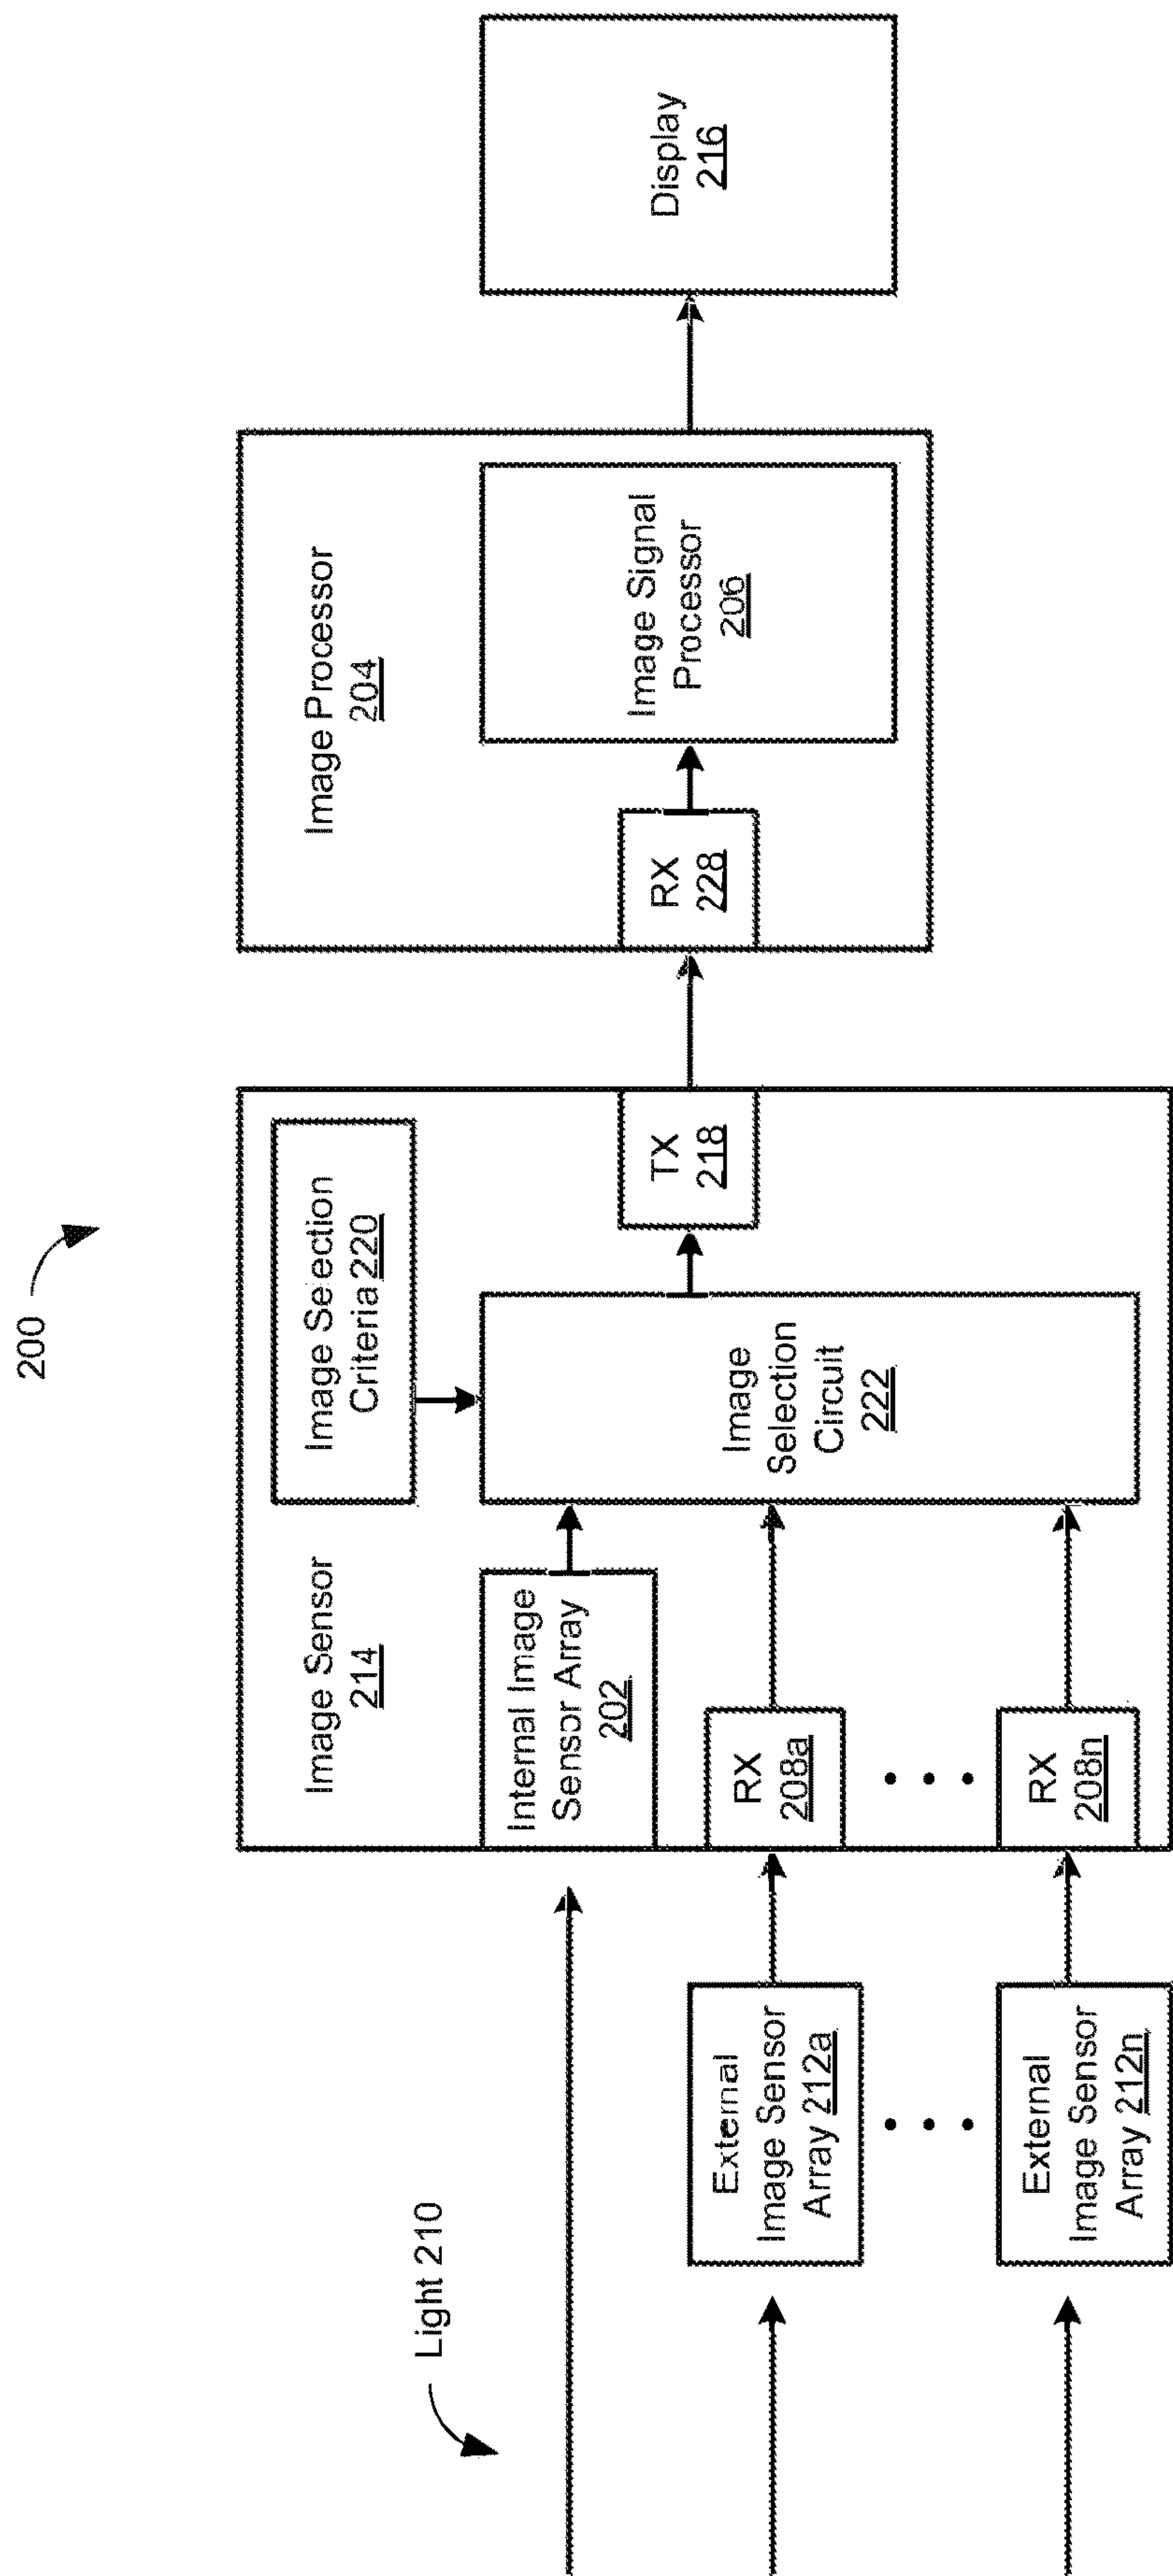 200
Light 210
External
Image Sensor
Array 212a
External
Image Sensor
Array 212n
Image Sensor
214
Internal Image
Sensor Array
202
RX
208a
RX
208n
Image Selection
Criteria 220
Image
Selection
Circuit
222
TX
218
Image Processor
204
RX
228
Image Signal
Processor
206
Display
216